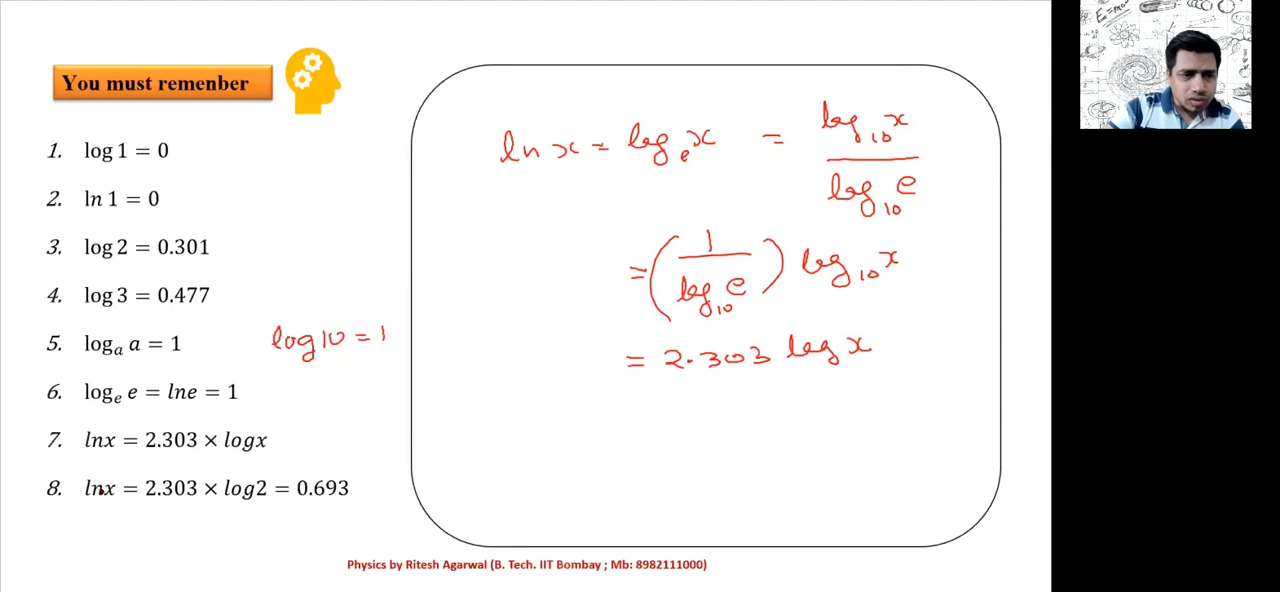 You must remenber
1. log 1 = 0
2. ln 1 = 0
3. log 2 = 0.301
4. log 3 = 0.477
5. logₐ a = 1
log 10 = 1
6. logₑ e = lne = 1
7. lnx = 2.303 × logx
8. lnx = 2.303 × log2 = 0.693
ln x = logₑ x = log₁₀ x / log₁₀ e
= (1 / log₁₀ e) log₁₀ x
= 2.303 log x
Physics by Ritesh Agarwal (B. Tech. IIT Bombay ; Mb: 8982111000)